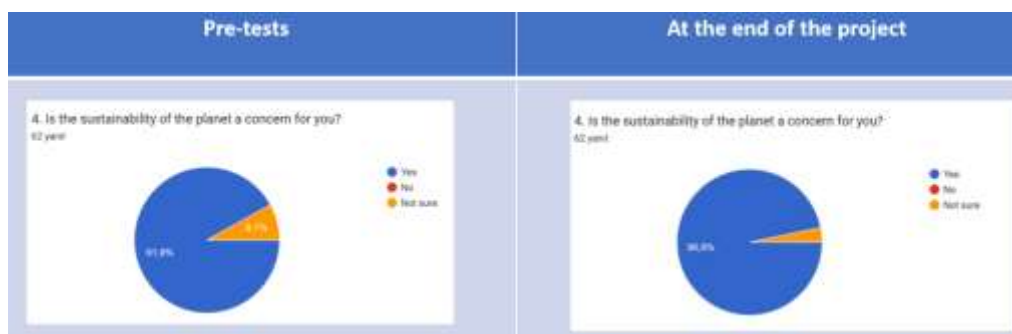 Pre-tests
At the end of the project
4. Is the sustainability of the planet a concern for you?
62 yanıt
Yes
No
Not sure
8,1%
91,9%
4. Is the sustainability of the planet a concern for you?
62 yanıt
Yes
No
Not sure
96,8%